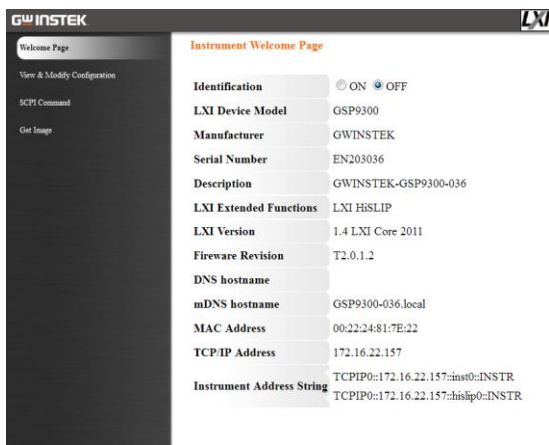 GWINSTEK
LXI
Welcome Page
View & Modify Configuration
SCPI Command
Get Image
Instrument Welcome Page
Identification ON OFF
LXI Device Model GSP9300
Manufacturer GWINSTEK
Serial Number EN203036
Description GWINSTEK-GSP9300-036
LXI Extended Functions LXI HiSLIP
LXI Version 1.4 LXI Core 2011
Fireware Revision T2.0.1.2
DNS hostname
mDNS hostname GSP9300-036.local
MAC Address 00:22:24:81:7E:22
TCP/IP Address 172.16.22.157
Instrument Address String TCPIP0::172.16.22.157::inst0::INSTR
TCPIP0::172.16.22.157::hislip0::INSTR